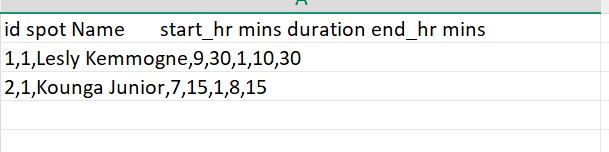 A
id spot Name start_hr mins duration end_hr mins
1,1,Lesly Kemmogne,9,30,1,10,30
2,1,Kounga Junior,7,15,1,8,15